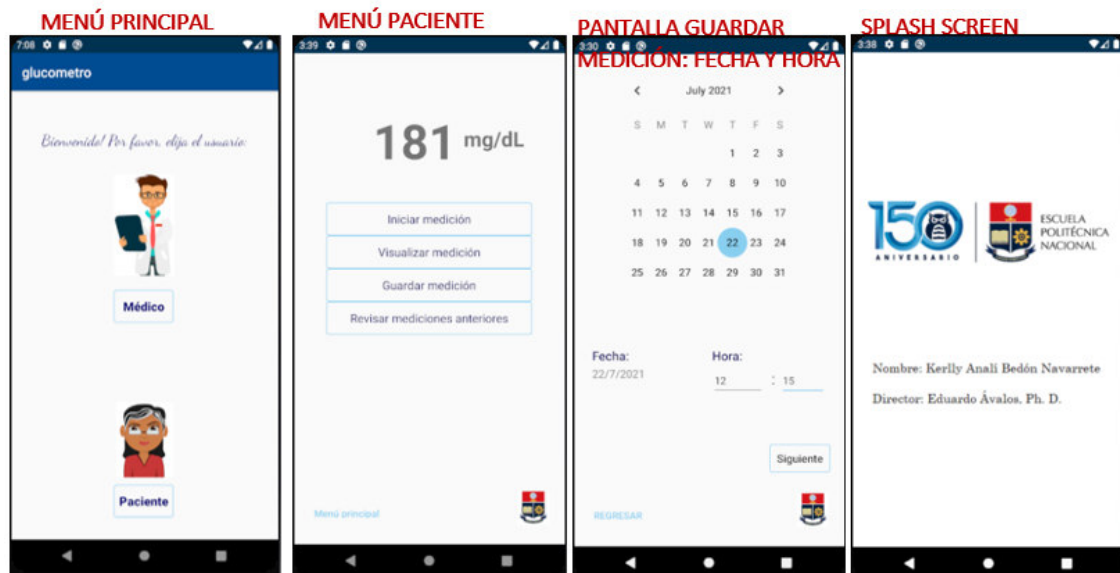 MENÚ PRINCIPAL
7:08
glucometro
Bienvenido! Por favor, elija el usuario:
Médico
Paciente
MENÚ PACIENTE
3:39
181 mg/dL
Iniciar medición
Visualizar medición
Guardar medición
Revisar mediciones anteriores
Menú principal
PANTALLA GUARDAR
3:30
MEDICIÓN: FECHA Y HORA
< July 2021 >
S M T W T F S
1 2 3
4 5 6 7 8 9 10
11 12 13 14 15 16 17
18 19 20 21 22 23 24
25 26 27 28 29 30 31
Fecha: Hora:
22/7/2021 12 : 15
Siguiente
REGRESAR
SPLASH SCREEN
3:38
150
ANIVERSARIO
ESCUELA
POLITÉCNICA
NACIONAL
Nombre: Kerlly Analí Bedón Navarrete
Director: Eduardo Ávalos, Ph. D.